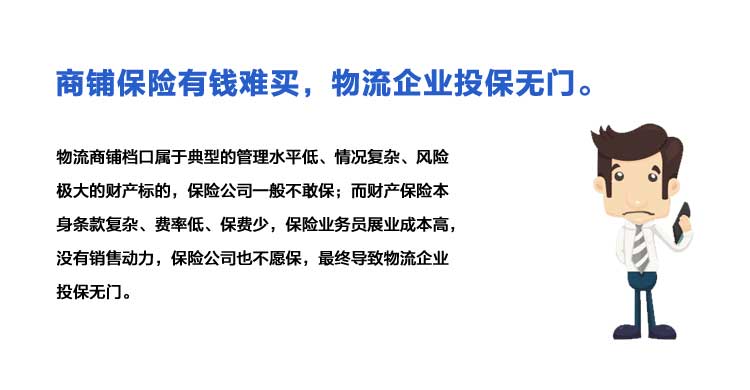 商铺保险有钱难买，物流企业投保无门。
物流商铺档口属于典型的管理水平低、情况复杂、风险
极大的财产标的，保险公司一般不敢保；而财产保险本
身条款复杂、费率低、保费少，保险业务员展业成本高，
没有销售动力，保险公司也不愿保，最终导致物流企业
投保无门。